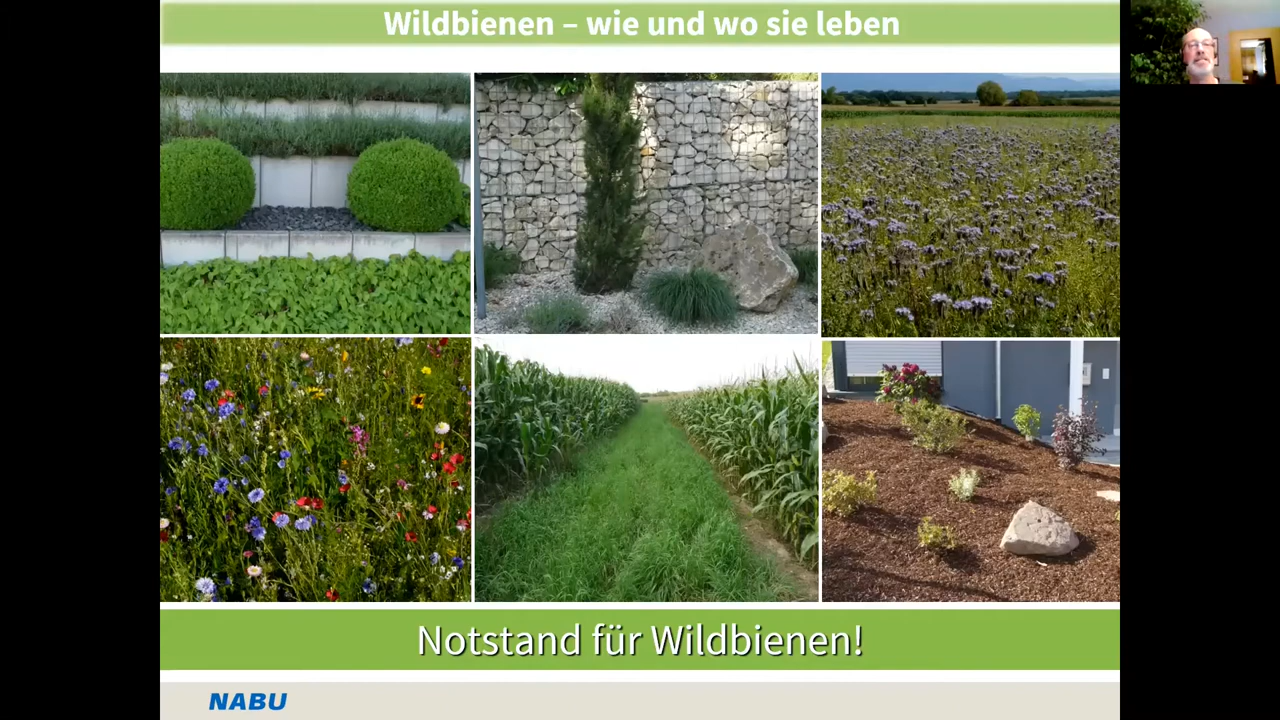 Wildbienen – wie und wo sie leben
Notstand für Wildbienen!
NABU